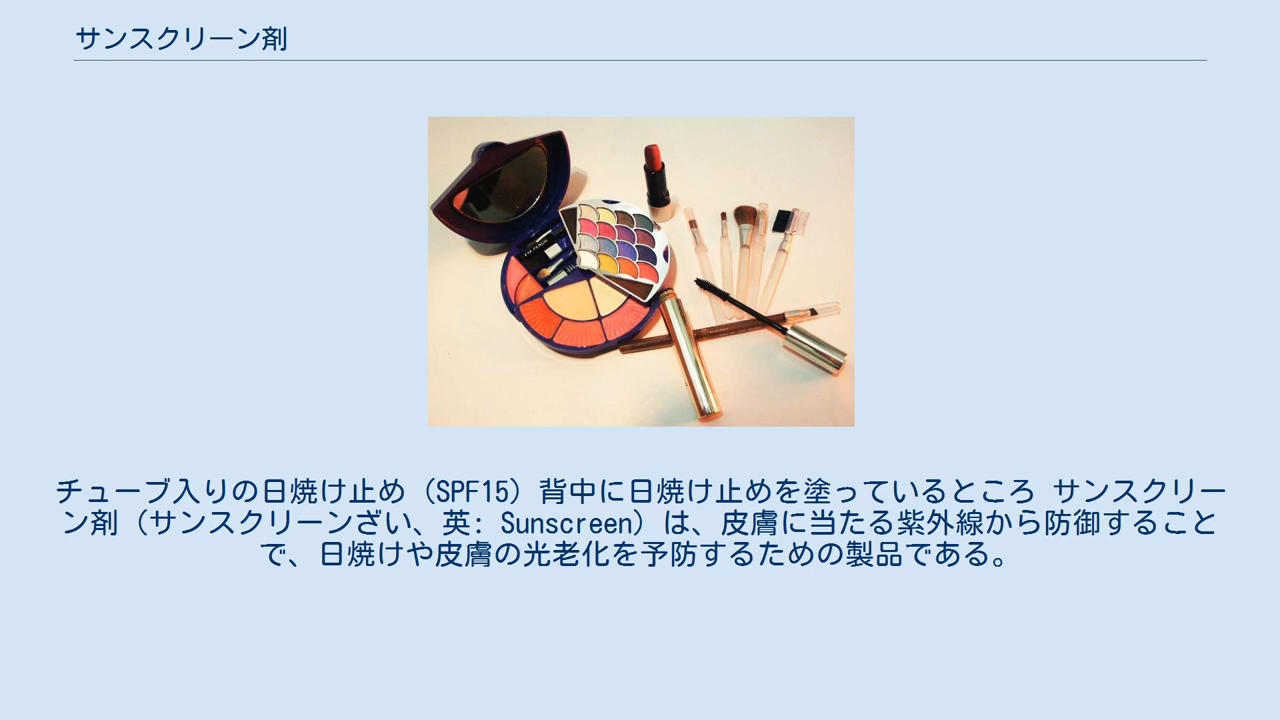 サンスクリーン剤
チューブ入りの日焼け止め（SPF15）背中に日焼け止めを塗っているところ サンスクリー
ン剤（サンスクリーンざい、英: Sunscreen）は、皮膚に当たる紫外線から防御すること
で、日焼けや皮膚の光老化を予防するための製品である。